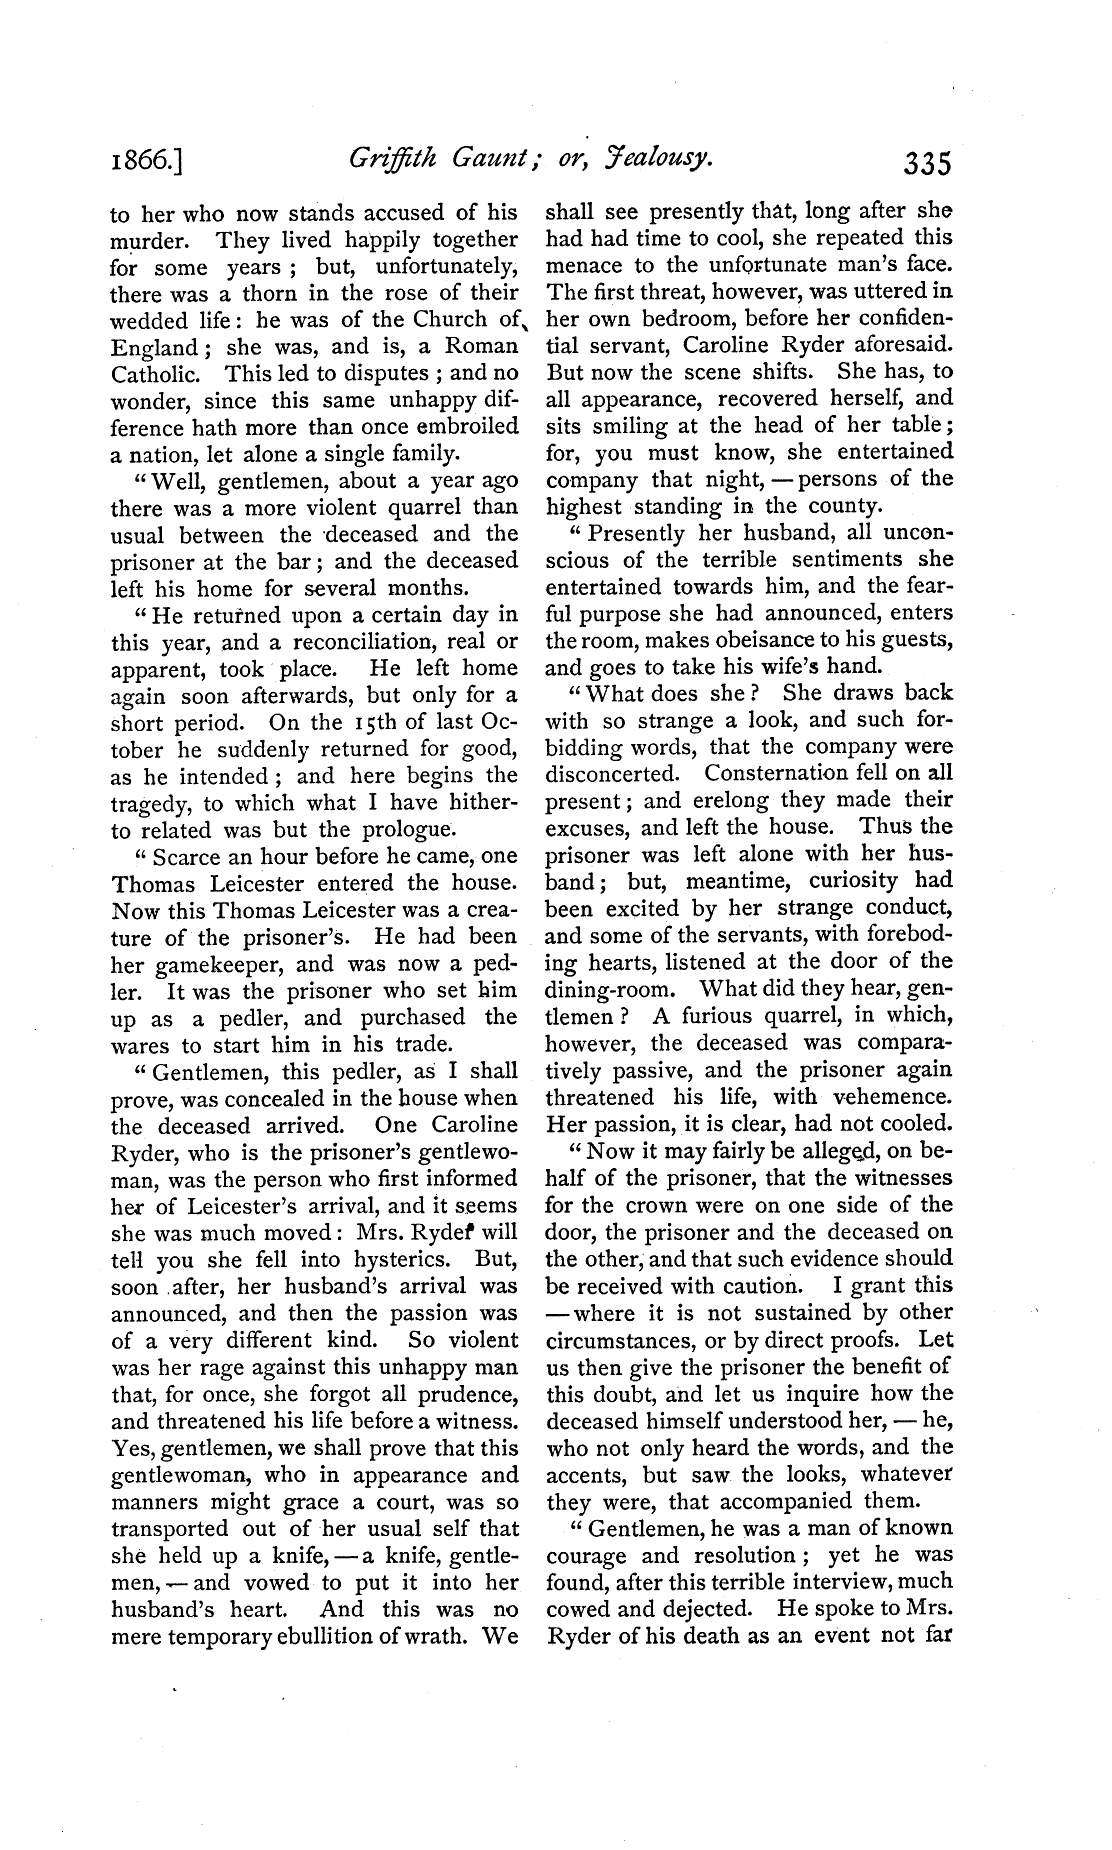 1866.] Griffith Gaunt; or, Jealousy. 335
to her who now stands accused of his
murder. They lived happily together
for some years ; but, unfortunately,
there was a thorn in the rose of their
wedded life : he was of the Church of
England ; she was, and is, a Roman
Catholic. This led to disputes ; and no
wonder, since this same unhappy dif-
ference hath more than once embroiled
a nation, let alone a single family.
" Well, gentlemen, about a year ago
there was a more violent quarrel than
usual between the deceased and the
prisoner at the bar ; and the deceased
left his home for several months.
" He returned upon a certain day in
this year, and a reconciliation, real or
apparent, took place. He left home
again soon afterwards, but only for a
short period. On the 15th of last Oc-
tober he suddenly returned for good,
as he intended ; and here begins the
tragedy, to which what I have hither-
to related was but the prologue.
" Scarce an hour before he came, one
Thomas Leicester entered the house.
Now this Thomas Leicester was a crea-
ture of the prisoner's. He had been
her gamekeeper, and was now a ped-
ler. It was the prisoner who set him
up as a pedler, and purchased the
wares to start him in his trade.
" Gentlemen, this pedler, as I shall
prove, was concealed in the house when
the deceased arrived. One Caroline
Ryder, who is the prisoner's gentlewo-
man, was the person who first informed
her of Leicester's arrival, and it seems
she was much moved : Mrs. Ryder will
tell you she fell into hysterics. But,
soon after, her husband's arrival was
announced, and then the passion was
of a very different kind. So violent
was her rage against this unhappy man
that, for once, she forgot all prudence,
and threatened his life before a witness.
Yes, gentlemen, we shall prove that this
gentlewoman, who in appearance and
manners might grace a court, was so
transported out of her usual self that
she held up a knife, — a knife, gentle-
men, — and vowed to put it into her
husband's heart. And this was no
mere temporary ebullition of wrath. We
shall see presently that, long after she
had had time to cool, she repeated this
menace to the unfortunate man's face.
The first threat, however, was uttered in
her own bedroom, before her confiden-
tial servant, Caroline Ryder aforesaid.
But now the scene shifts. She has, to
all appearance, recovered herself, and
sits smiling at the head of her table ;
for, you must know, she entertained
company that night, — persons of the
highest standing in the county.
" Presently her husband, all uncon-
scious of the terrible sentiments she
entertained towards him, and the fear-
ful purpose she had announced, enters
the room, makes obeisance to his guests,
and goes to take his wife's hand.
" What does she ? She draws back
with so strange a look, and such for-
bidding words, that the company were
disconcerted. Consternation fell on all
present ; and erelong they made their
excuses, and left the house. Thus the
prisoner was left alone with her hus-
band ; but, meantime, curiosity had
been excited by her strange conduct,
and some of the servants, with forebod-
ing hearts, listened at the door of the
dining-room. What did they hear, gen-
tlemen ? A furious quarrel, in which,
however, the deceased was compara-
tively passive, and the prisoner again
threatened his life, with vehemence.
Her passion, it is clear, had not cooled.
" Now it may fairly be alleged, on be-
half of the prisoner, that the witnesses
for the crown were on one side of the
door, the prisoner and the deceased on
the other, and that such evidence should
be received with caution. I grant this
— where it is not sustained by other
circumstances, or by direct proofs. Let
us then give the prisoner the benefit of
this doubt, and let us inquire how the
deceased himself understood her, — he,
who not only heard the words, and the
accents, but saw the looks, whatever
they were, that accompanied them.
" Gentlemen, he was a man of known
courage and resolution ; yet he was
found, after this terrible interview, much
cowed and dejected. He spoke to Mrs.
Ryder of his death as an event not far